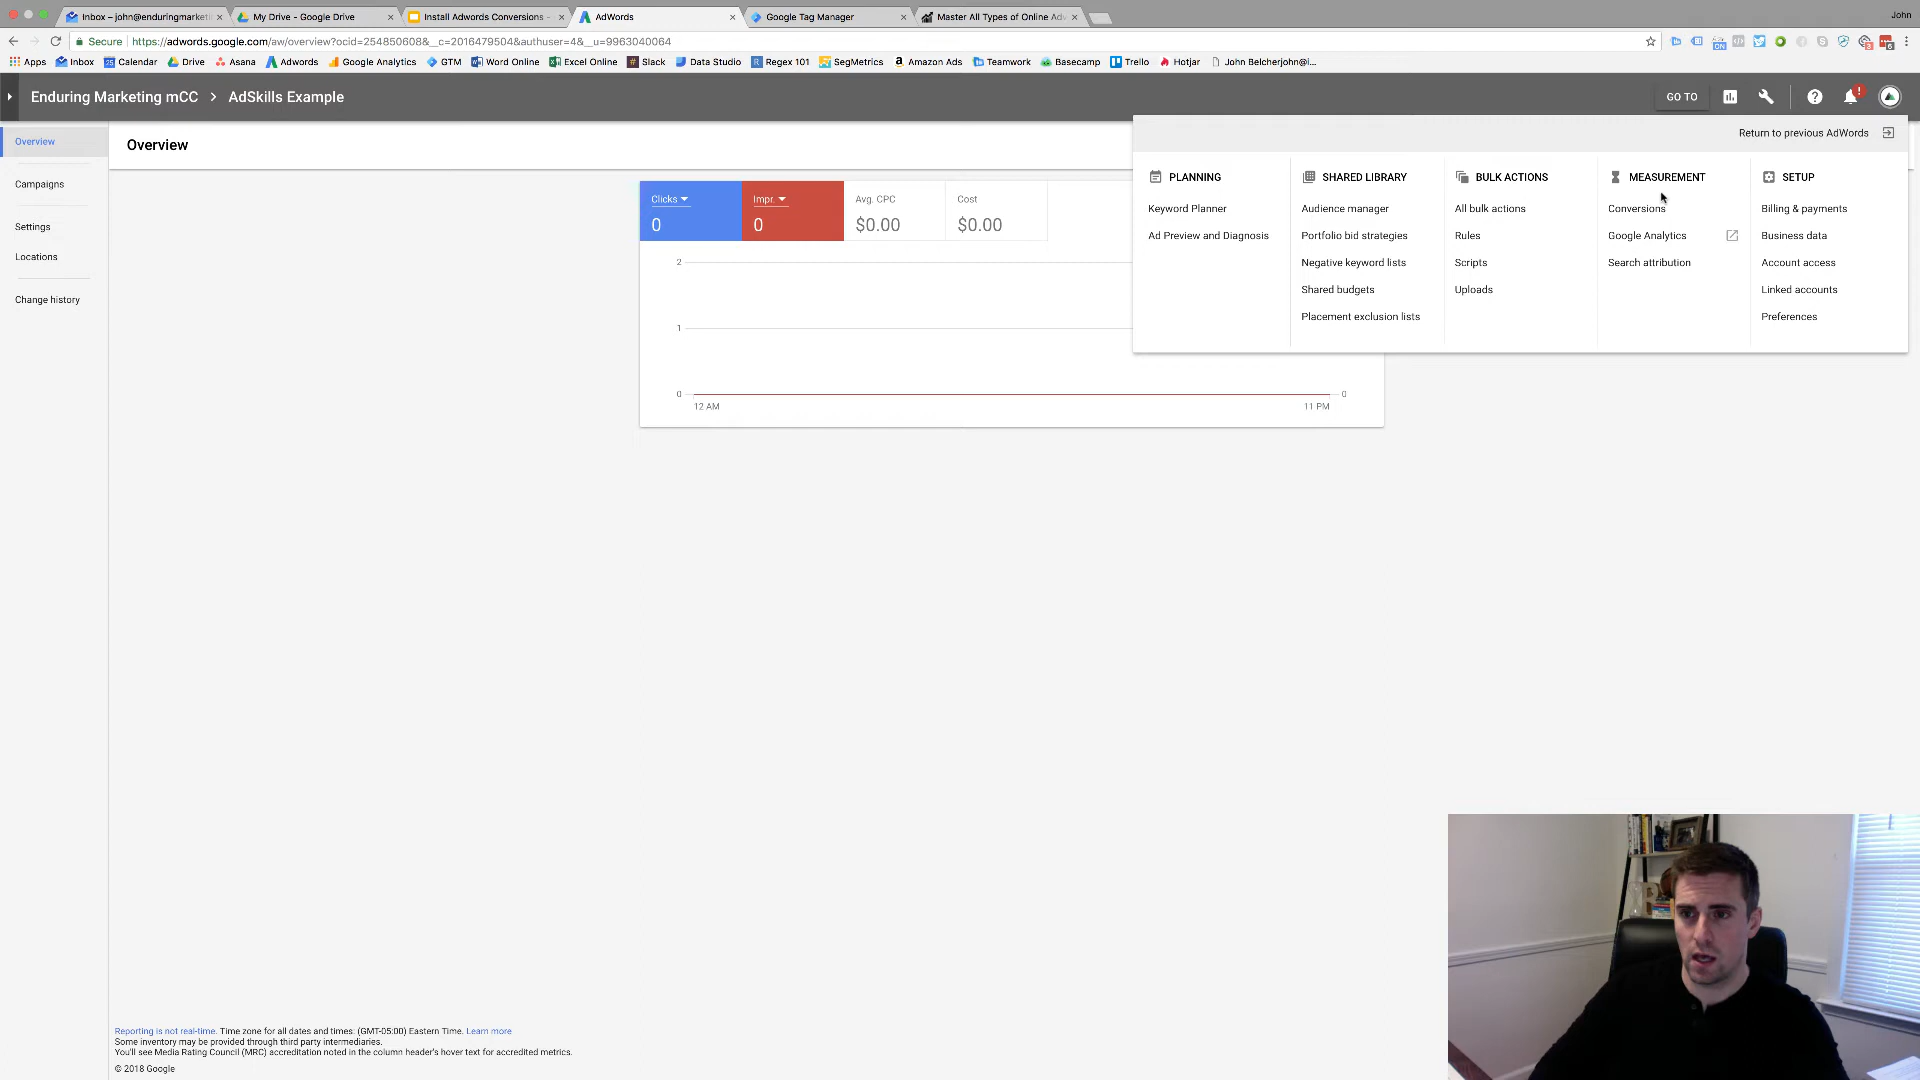 John
Inbox – john@enduringmarketi
My Drive - Google Drive
Install Adwords Conversions -
AdWords
Google Tag Manager
Master All Types of Online Adv
Secure https://adwords.google.com/aw/overview?ocid=254850608&__c=2016479504&authuser=4&__u=9963040064
Apps Inbox Calendar Drive Asana Adwords Google Analytics GTM Word Online Excel Online Slack Data Studio Regex 101 SegMetrics Amazon Ads Teamwork Basecamp Trello Hotjar John Belcherjohn@i...
Enduring Marketing mCC > AdSkills Example
GO TO
Overview
Campaigns
Settings
Locations
Change history
Overview
Clicks
0
Impr.
0
Avg. CPC
$0.00
Cost
$0.00
2
1
0
0
12 AM
11 PM
Return to previous AdWords
PLANNING
Keyword Planner
Ad Preview and Diagnosis
SHARED LIBRARY
Audience manager
Portfolio bid strategies
Negative keyword lists
Shared budgets
Placement exclusion lists
BULK ACTIONS
All bulk actions
Rules
Scripts
Uploads
MEASUREMENT
Conversions
Google Analytics
Search attribution
SETUP
Billing & payments
Business data
Account access
Linked accounts
Preferences
Reporting is not real-time. Time zone for all dates and times: (GMT-05:00) Eastern Time. Learn more
Some inventory may be provided through third party intermediaries.
You'll see Media Rating Council (MRC) accreditation noted in the column header's hover text for accredited metrics.
© 2018 Google